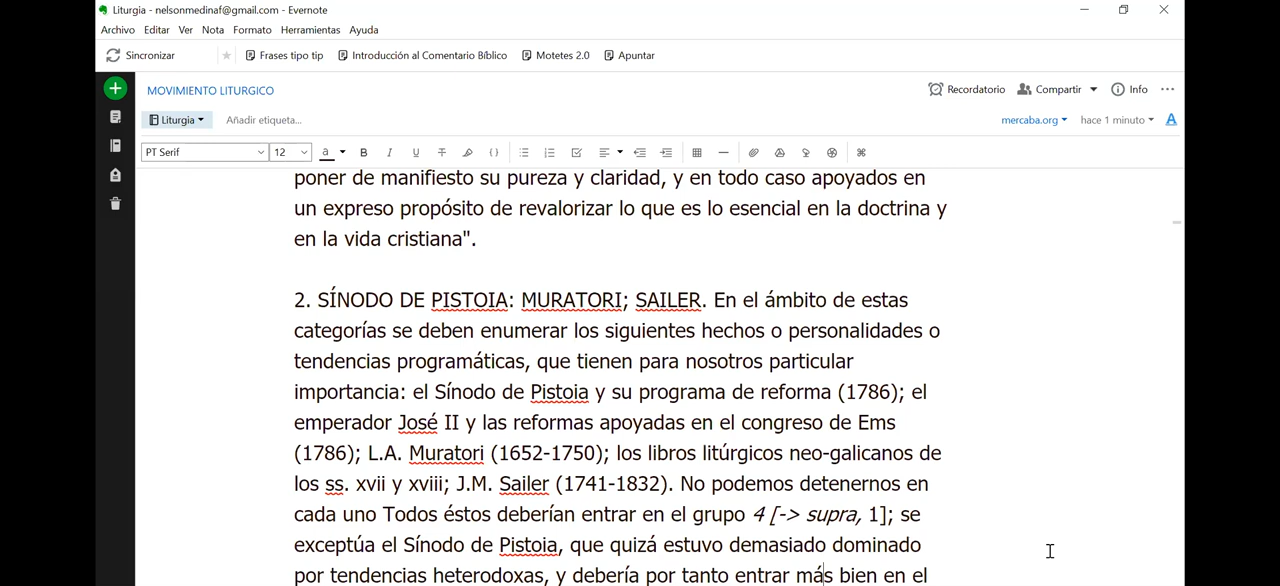 Liturgia - nelsonmedinaf@gmail.com - Evernote
Archivo Editar Ver Nota Formato Herramientas Ayuda
Sincronizar Frases tipo tip Introducción al Comentario Bíblico Motetes 2.0 Apuntar
MOVIMIENTO LITURGICO Recordatorio Compartir Info
Liturgia Añadir etiqueta... mercaba.org hace 1 minuto
PT Serif 12
poner de manifiesto su pureza y claridad, y en todo caso apoyados en
un expreso propósito de revalorizar lo que es lo esencial en la doctrina y
en la vida cristiana".
2. SÍNODO DE PISTOIA: MURATORI; SAILER. En el ámbito de estas
categorías se deben enumerar los siguientes hechos o personalidades o
tendencias programáticas, que tienen para nosotros particular
importancia: el Sínodo de Pistoia y su programa de reforma (1786); el
emperador José II y las reformas apoyadas en el congreso de Ems
(1786); L.A. Muratori (1652-1750); los libros litúrgicos neo-galicanos de
los ss. xvii y xviii; J.M. Sailer (1741-1832). No podemos detenernos en
cada uno Todos éstos deberían entrar en el grupo 4 [-> supra, 1]; se
exceptúa el Sínodo de Pistoia, que quizá estuvo demasiado dominado
por tendencias heterodoxas, y debería por tanto entrar más bien en el